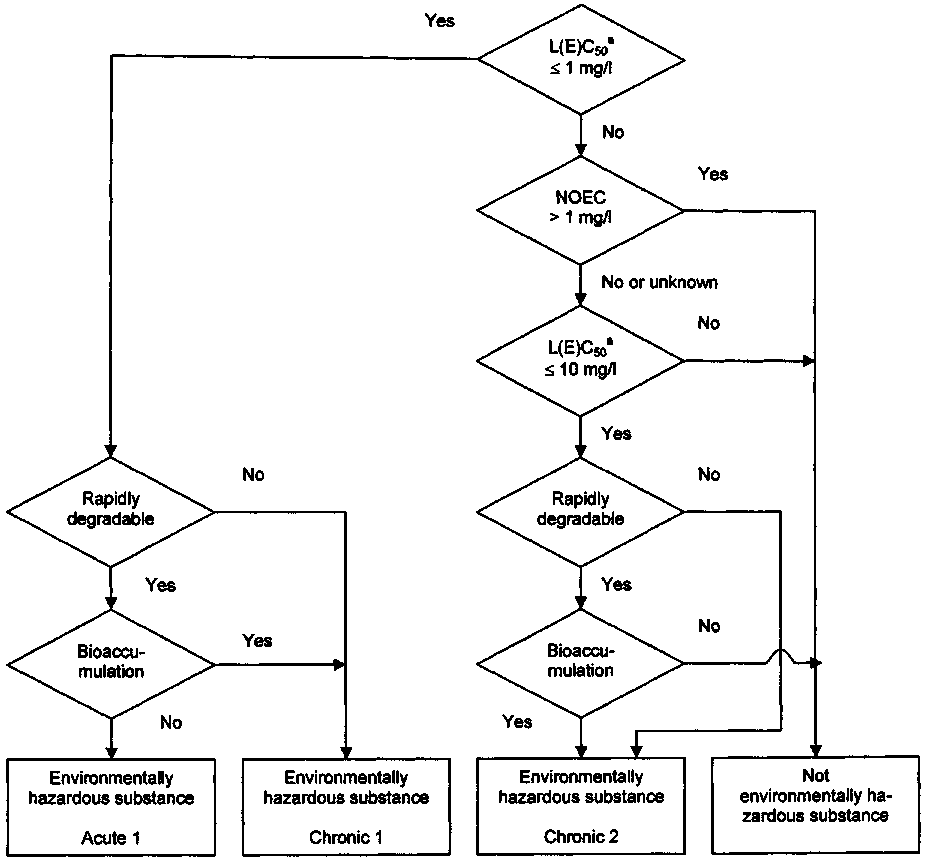 Yes
L(E)C₅₀ᵃ
≤ 1 mg/l
No
NOEC
> 1 mg/l
Yes
No or unknown
L(E)C₅₀ᵃ
≤ 10 mg/l
No
Yes
Rapidly
degradable
No
Rapidly
degradable
No
Yes
Yes
Bioaccu-
mulation
Yes
Bioaccu-
mulation
No
No
Yes
Environmentally
hazardous substance
Acute 1
Environmentally
hazardous substance
Chronic 1
Environmentally
hazardous substance
Chronic 2
Not
environmentally ha-
zardous substance